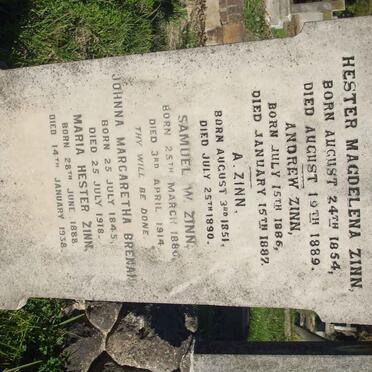 HESTER MAGDELENA ZINN,
BORN AUGUST 24TH 1854,
DIED AUGUST 19TH 1889.
ANDREW ZINN,
BORN JULY 15TH 1886,
DIED JANUARY 15TH 1887.
A. ZINN,
BORN AUGUST 3RD 1851,
DIED JULY 25TH 1890.
SAMUEL W. ZINN,
BORN 25TH MARCH 1880
DIED 3RD APRIL 1914.
THY WILL BE DONE.
JOHNNA MARGARETHA BRENAN
BORN 25 JULY 1845.
DIED 25 JULY 1918.
MARIA HESTER ZINN,
BORN 28TH JUNE 1888.
DIED 14TH JANUARY 1938.